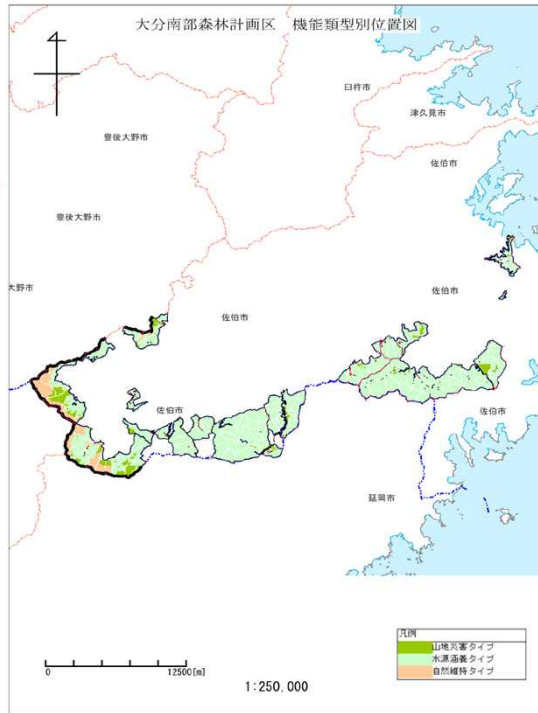 大分南部森林計画区 機能類型別位置図
臼杵市
津久見市
豊後大野市
佐伯市
豊後大野市
大野市
佐伯市
佐伯市
佐伯市
佐伯市
延岡市
凡例
山地災害タイプ
水源涵養タイプ
自然維持タイプ
0 12500[m]
1:250,000